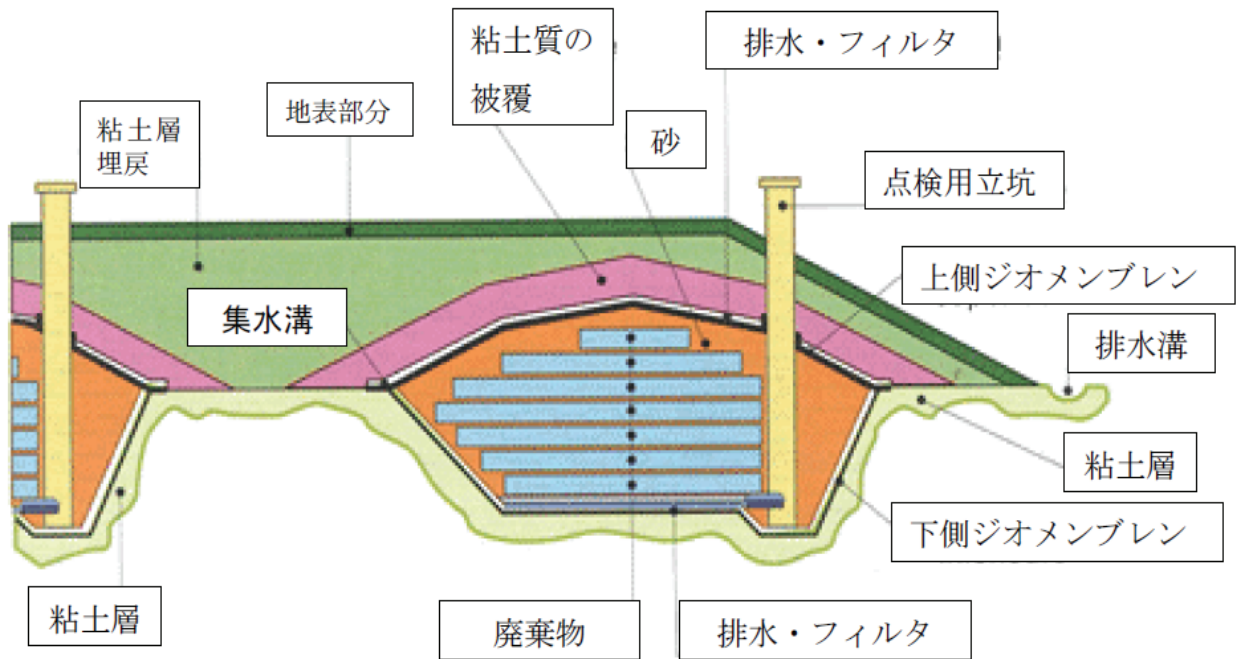 粘土質の
被覆
排水・フィルタ
地表部分
粘土層
埋戻
砂
点検用立坑
上側ジオメンブレン
集水溝
排水溝
粘土層
下側ジオメンブレン
粘土層
廃棄物
排水・フィルタ